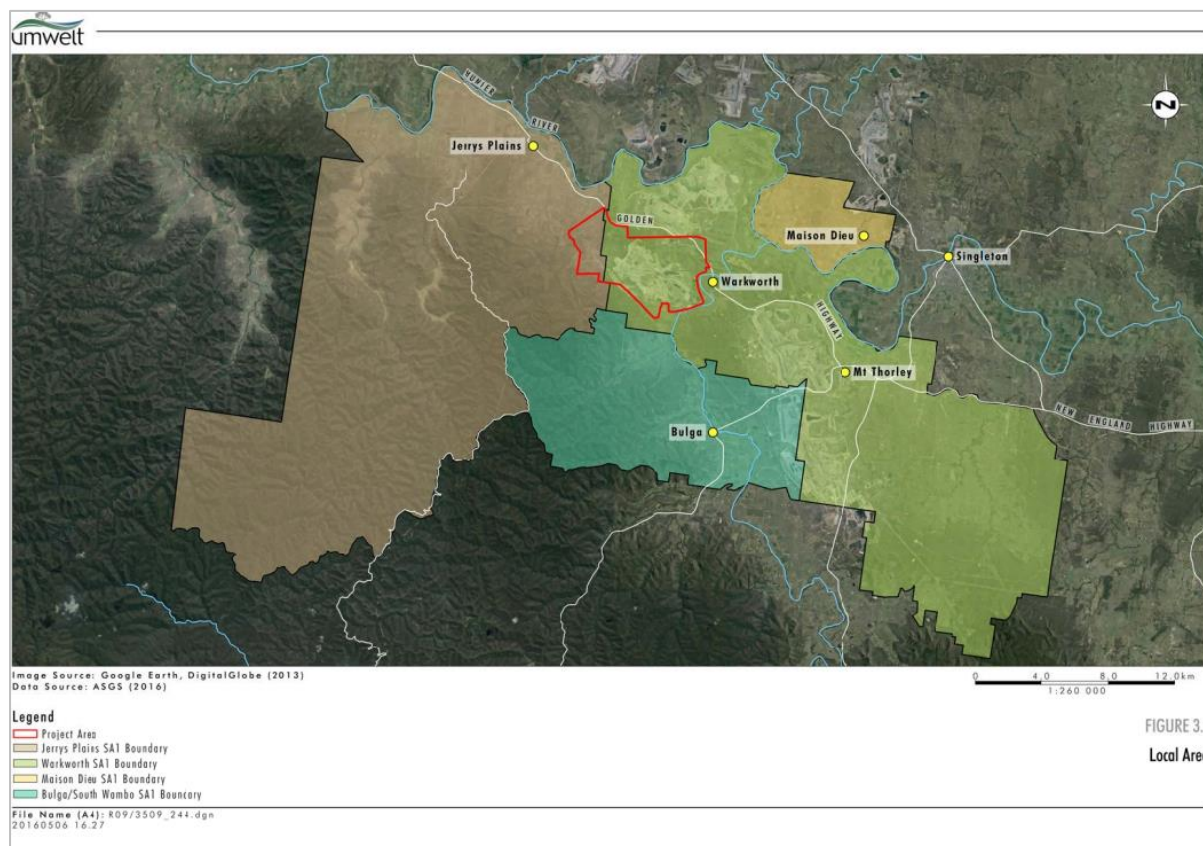 umwelt
HUNTER
RIVER
Jerrys Plains
GOLDEN
Maison Dieu
Singleton
Warkworth
HIGHWAY
Mt Thorley
NEW ENGLAND HIGHWAY
Bulga
N
Image Source: Google Earth, DigitalGlobe (2013)
Data Source: ASGS (2016)
0 4.0 8.0 12.0km
1:260 000
Legend
Project Area
Jerrys Plains SA1 Boundary
Warkworth SA1 Boundary
Maison Dieu SA1 Boundary
Bulga/South Wambo SA1 Bouncary
FIGURE 3.
Local Area
File Name (A4): R09/3509_244.dgn
20160506 16.27